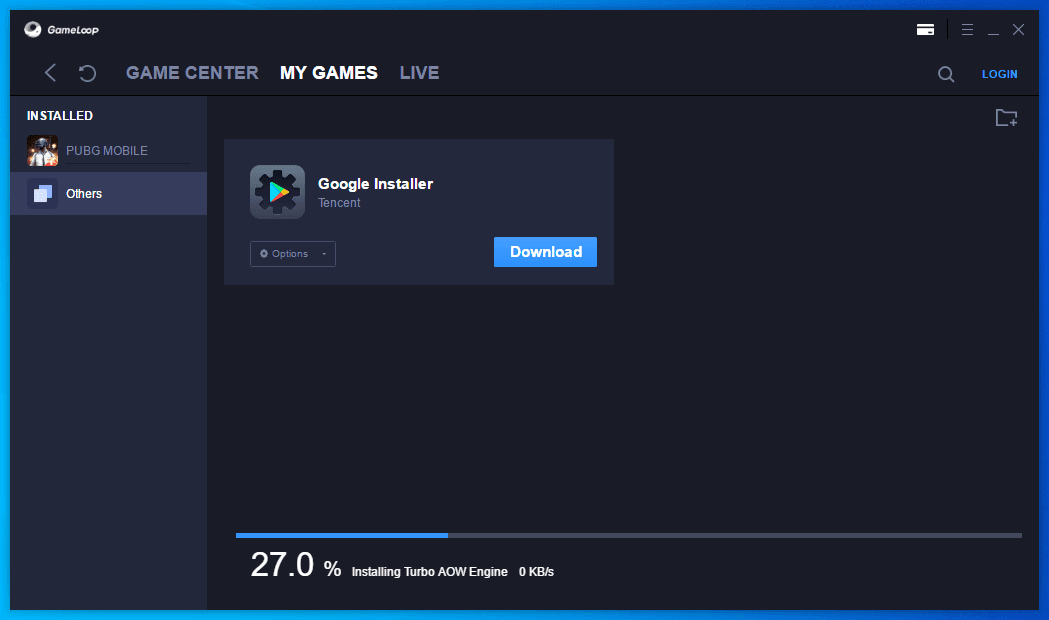 GameLoop
GAME CENTER MY GAMES LIVE LOGIN
INSTALLED
PUBG MOBILE
Others
Google Installer
Tencent
Options
Download
27.0 % Installing Turbo AOW Engine 0 KB/s